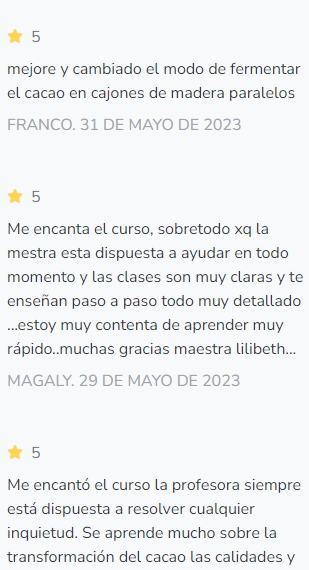 5
mejore y cambiado el modo de fermentar
el cacao en cajones de madera paralelos
FRANCO. 31 DE MAYO DE 2023
5
Me encanta el curso, sobretodo xq la
mestra esta dispuesta a ayudar en todo
momento y las clases son muy claras y te
enseñan paso a paso todo muy detallado
...estoy muy contenta de aprender muy
rápido..muchas gracias maestra lilibeth...
MAGALY. 29 DE MAYO DE 2023
5
Me encantó el curso la profesora siempre
está dispuesta a resolver cualquier
inquietud. Se aprende mucho sobre la
transformación del cacao las calidades y